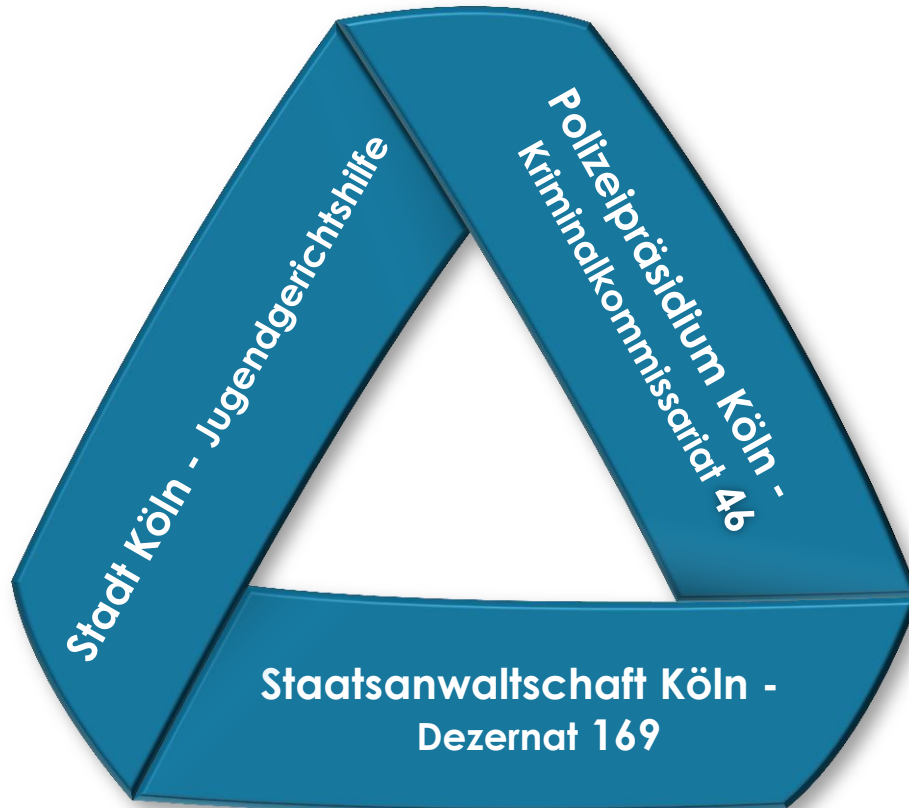 Stadt Köln - Jugendgerichtshilfe
Polizeipräsidium Köln -
Kriminalkommissariat 46
Staatsanwaltschaft Köln -
Dezernat 169